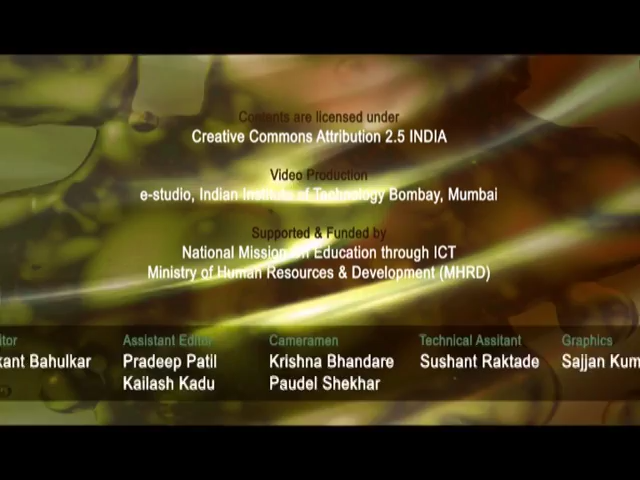 Contents are licensed under
Creative Commons Attribution 2.5 INDIA
Video Production
e-studio, Indian Institute of Technology Bombay, Mumbai
Supported & Funded by
National Mission on Education through ICT
Ministry of Human Resources & Development (MHRD)
Assistant Editor Cameramen Technical Assitant Graphics
Bahulkar Pradeep Patil Krishna Bhandare Sushant Raktade Sajjan
Kailash Kadu Paudel Shekhar